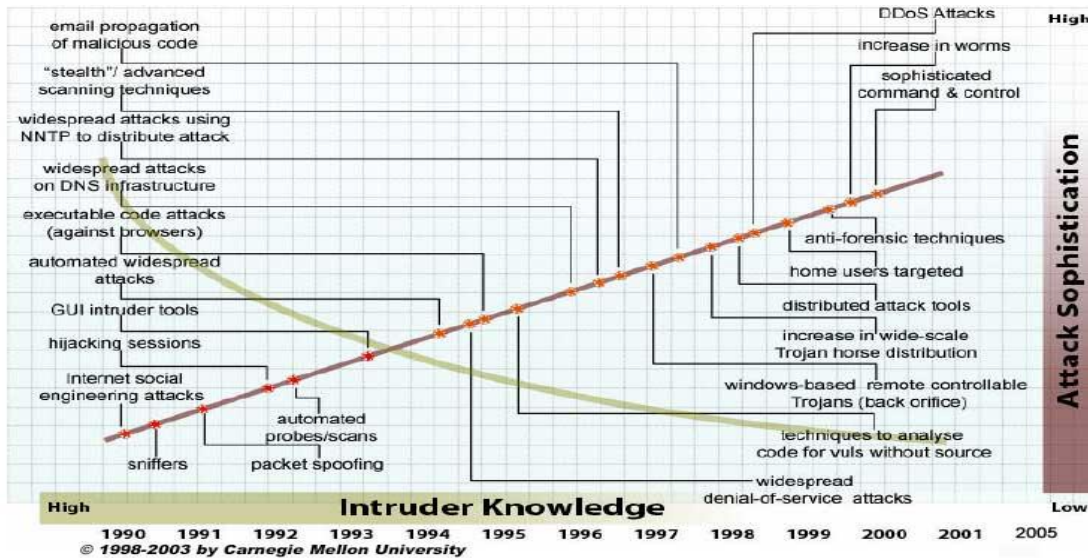 email propagation
of malicious code
"stealth"/ advanced
scanning techniques
widespread attacks using
NNTP to distribute attack
widespread attacks
on DNS infrastructure
executable code attacks
(against browsers)
automated widespread
attacks
GUI intruder tools
hijacking sessions
Internet social
engineering attacks
sniffers
automated
probes/scans
packet spoofing
DDoS Attacks
increase in worms
sophisticated
command & control
anti-forensic techniques
home users targeted
distributed attack tools
increase in wide-scale
Trojan horse distribution
windows-based remote controllable
Trojans (back orifice)
techniques to analyse
code for vuls without source
widespread
denial-of-service attacks
High
Attack Sophistication
Low
High
Intruder Knowledge
1990 1991 1992 1993 1994 1995 1996 1997 1998 1999 2000 2001 2005
© 1998-2003 by Carnegie Mellon University